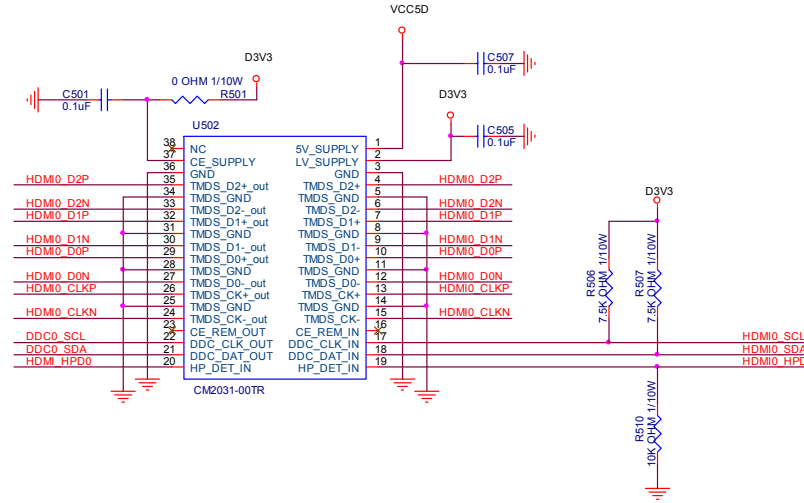 VCC5D
D3V3
C507
0.1uF
0 OHM 1/10W
R501
C501
0.1uF
D3V3
C505
0.1uF
U502
38 NC 5V_SUPPLY 1
37 CE_SUPPLY LV_SUPPLY 2
36 GND GND 3
HDMI0_D2P 35 TMDS_D2+_out TMDS_D2+ 4 HDMI0_D2P
34 TMDS_GND TMDS_GND 5
HDMI0_D2N 33 TMDS_D2-_out TMDS_D2- 6 HDMI0_D2N
HDMI0_D1P 32 TMDS_D1+_out TMDS_D1+ 7 HDMI0_D1P
31 TMDS_GND TMDS_GND 8
HDMI0_D1N 30 TMDS_D1-_out TMDS_D1- 9 HDMI0_D1N
HDMI0_D0P 29 TMDS_D0+_out TMDS_D0+ 10 HDMI0_D0P
28 TMDS_GND TMDS_GND 11
HDMI0_D0N 27 TMDS_D0-_out TMDS_D0- 12 HDMI0_D0N
HDMI0_CLKP 26 TMDS_CK+_out TMDS_CK+ 13 HDMI0_CLKP
25 TMDS_GND TMDS_GND 14
HDMI0_CLKN 24 TMDS_CK-_out TMDS_CK- 15 HDMI0_CLKN
23 CE_REM_OUT CE_REM_IN 16
DDC0_SCL 22 DDC_CLK_OUT DDC_CLK_IN 17 HDMI0_SCL
DDC0_SDA 21 DDC_DAT_OUT DDC_DAT_IN 18 HDMI0_SDA
HDMI_HPD0 20 HP_DET_IN HP_DET_IN 19 HDMI0_HPD
CM2031-00TR
D3V3
R506
7.5K OHM 1/10W
R507
7.5K OHM 1/10W
R510
10K OHM 1/10W